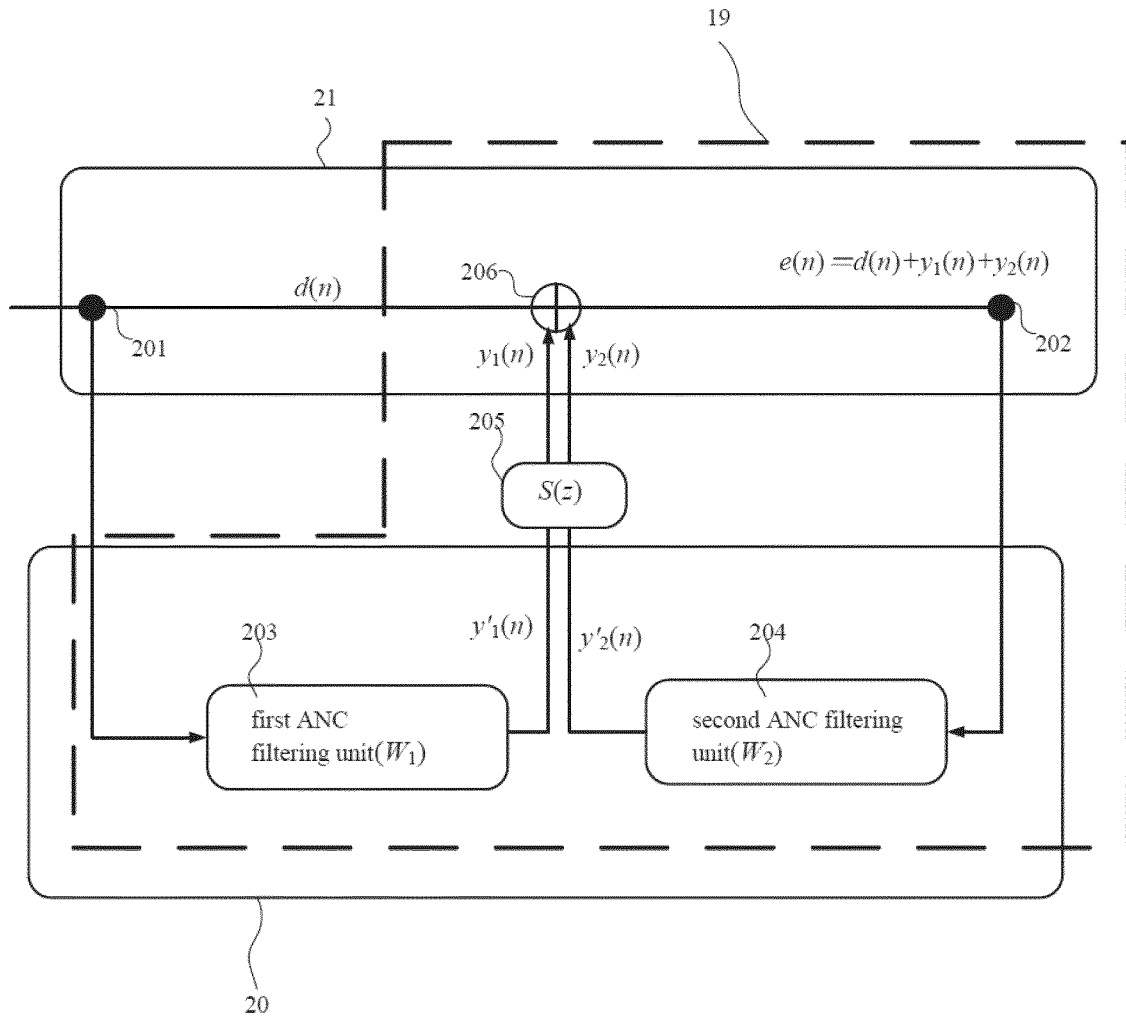 19
21
e(n)=d(n)+y₁(n)+y₂(n)
206
d(n)
201
202
y₁(n)
y₂(n)
205
S(z)
y'₁(n)
y'₂(n)
203
204
first ANC
filtering unit(W₁)
second ANC filtering
unit(W₂)
20